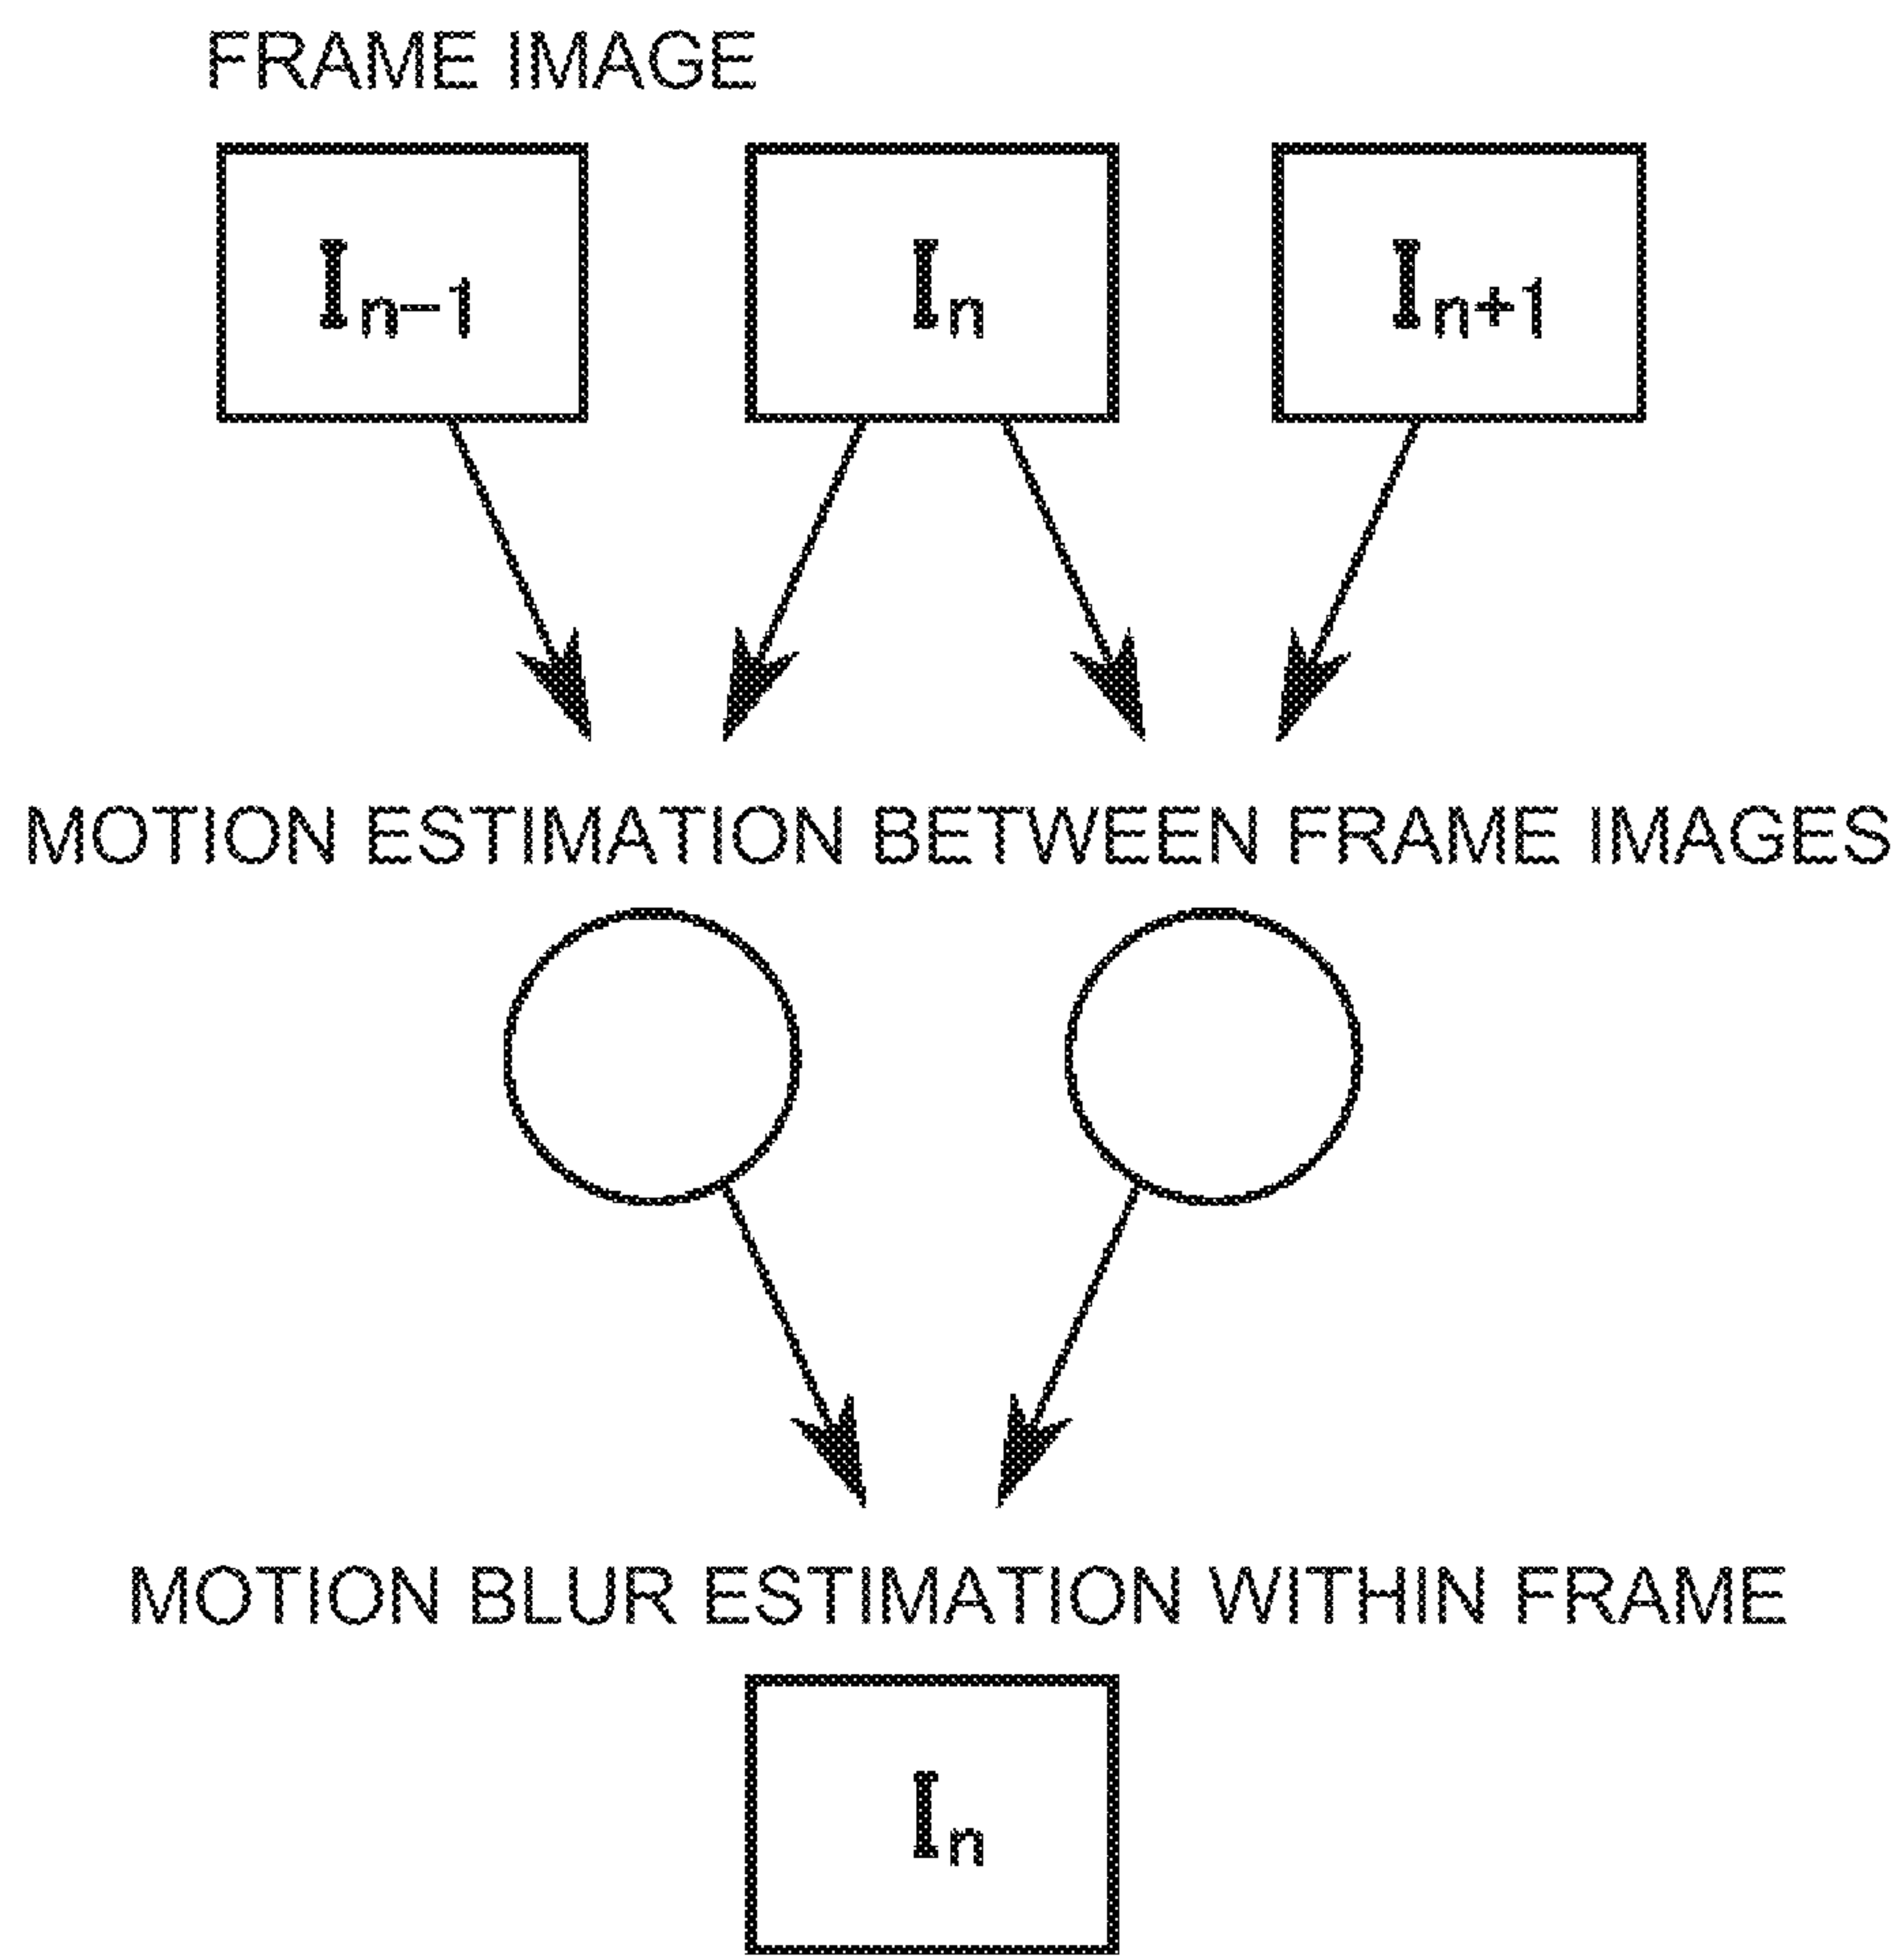 FRAME IMAGE
In−1 In In+1
MOTION ESTIMATION BETWEEN FRAME IMAGES
MOTION BLUR ESTIMATION WITHIN FRAME
In